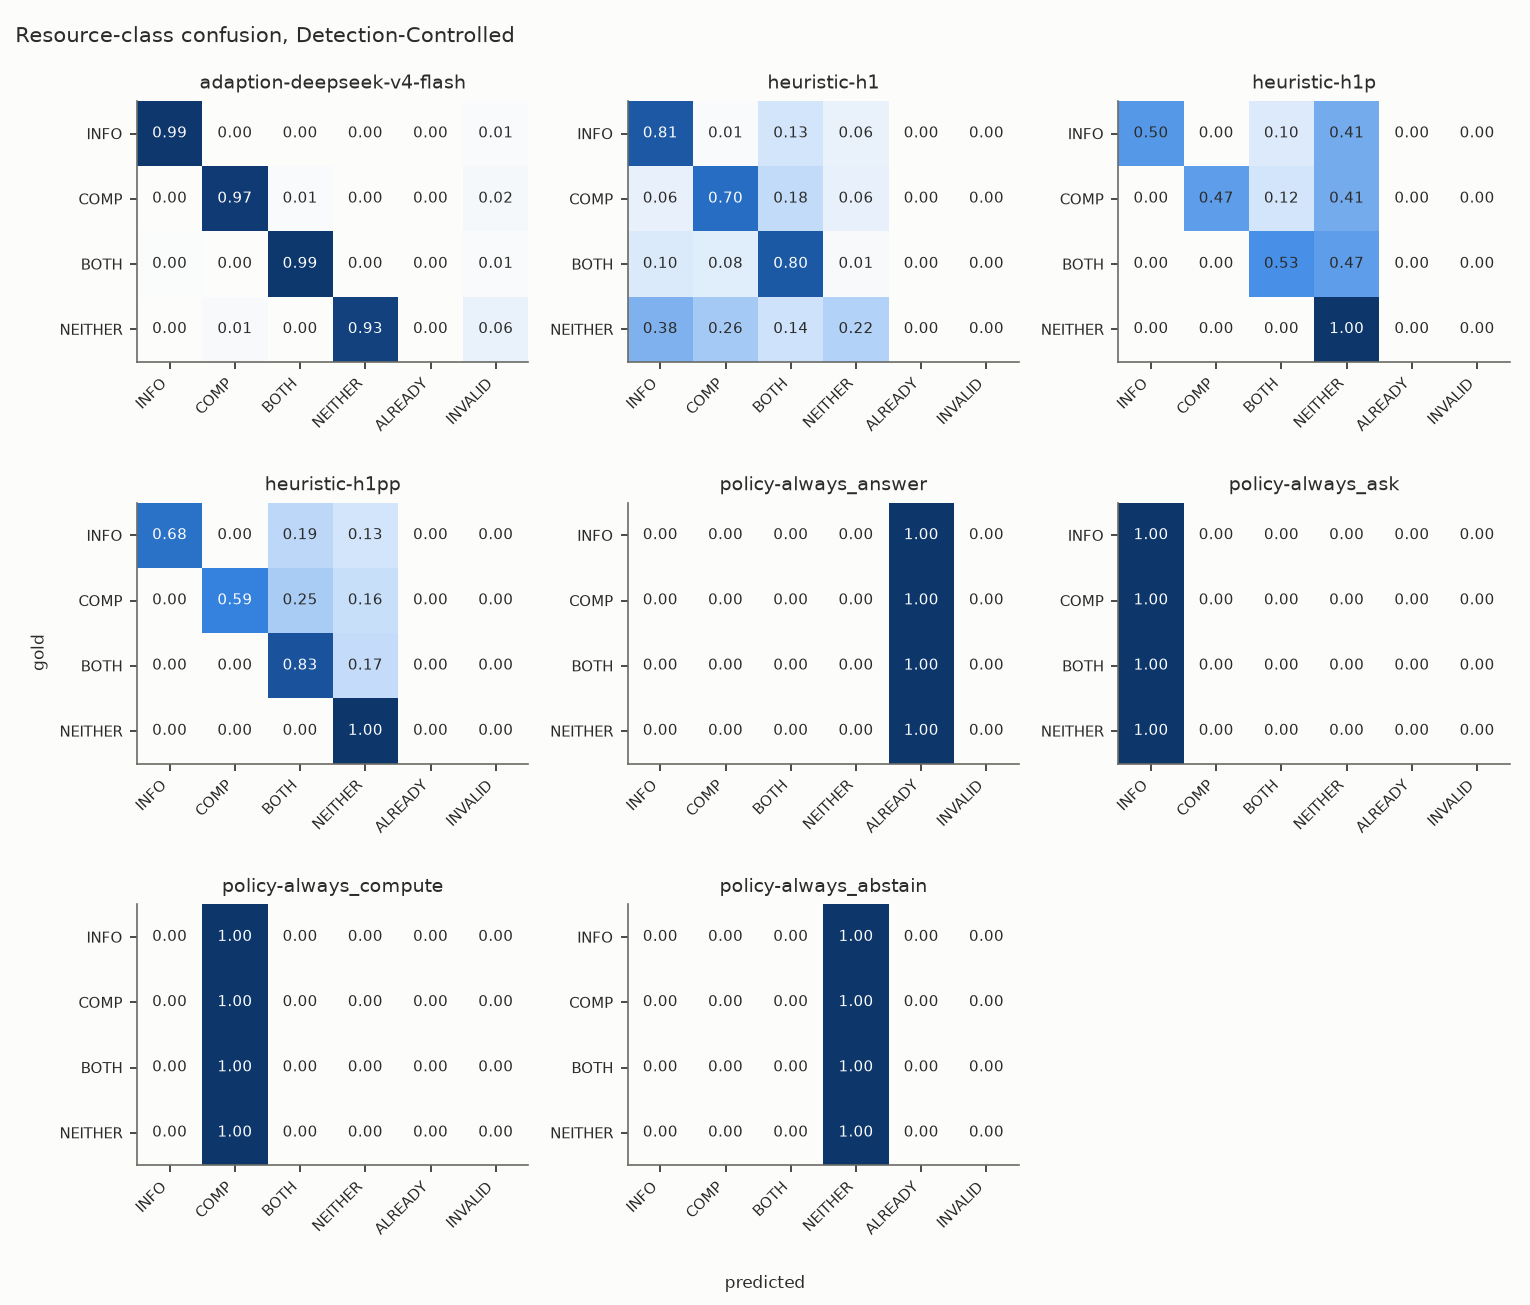 Resource-class confusion, Detection-Controlled
adaption-deepseek-v4-flash
INFO 0.99 0.00 0.00 0.00 0.00 0.01
COMP 0.00 0.97 0.01 0.00 0.00 0.02
BOTH 0.00 0.00 0.99 0.00 0.00 0.01
NEITHER 0.00 0.01 0.00 0.93 0.00 0.06
INFO COMP BOTH NEITHER ALREADY INVALID
heuristic-h1
INFO 0.81 0.01 0.13 0.06 0.00 0.00
COMP 0.06 0.70 0.18 0.06 0.00 0.00
BOTH 0.10 0.08 0.80 0.01 0.00 0.00
NEITHER 0.38 0.26 0.14 0.22 0.00 0.00
INFO COMP BOTH NEITHER ALREADY INVALID
heuristic-h1p
INFO 0.50 0.00 0.10 0.41 0.00 0.00
COMP 0.00 0.47 0.12 0.41 0.00 0.00
BOTH 0.00 0.00 0.53 0.47 0.00 0.00
NEITHER 0.00 0.00 0.00 1.00 0.00 0.00
INFO COMP BOTH NEITHER ALREADY INVALID
gold
heuristic-h1pp
INFO 0.68 0.00 0.19 0.13 0.00 0.00
COMP 0.00 0.59 0.25 0.16 0.00 0.00
BOTH 0.00 0.00 0.83 0.17 0.00 0.00
NEITHER 0.00 0.00 0.00 1.00 0.00 0.00
INFO COMP BOTH NEITHER ALREADY INVALID
policy-always_answer
INFO 0.00 0.00 0.00 0.00 1.00 0.00
COMP 0.00 0.00 0.00 0.00 1.00 0.00
BOTH 0.00 0.00 0.00 0.00 1.00 0.00
NEITHER 0.00 0.00 0.00 0.00 1.00 0.00
INFO COMP BOTH NEITHER ALREADY INVALID
policy-always_ask
INFO 1.00 0.00 0.00 0.00 0.00 0.00
COMP 1.00 0.00 0.00 0.00 0.00 0.00
BOTH 1.00 0.00 0.00 0.00 0.00 0.00
NEITHER 1.00 0.00 0.00 0.00 0.00 0.00
INFO COMP BOTH NEITHER ALREADY INVALID
policy-always_compute
INFO 0.00 1.00 0.00 0.00 0.00 0.00
COMP 0.00 1.00 0.00 0.00 0.00 0.00
BOTH 0.00 1.00 0.00 0.00 0.00 0.00
NEITHER 0.00 1.00 0.00 0.00 0.00 0.00
INFO COMP BOTH NEITHER ALREADY INVALID
policy-always_abstain
INFO 0.00 0.00 0.00 1.00 0.00 0.00
COMP 0.00 0.00 0.00 1.00 0.00 0.00
BOTH 0.00 0.00 0.00 1.00 0.00 0.00
NEITHER 0.00 0.00 0.00 1.00 0.00 0.00
INFO COMP BOTH NEITHER ALREADY INVALID
predicted